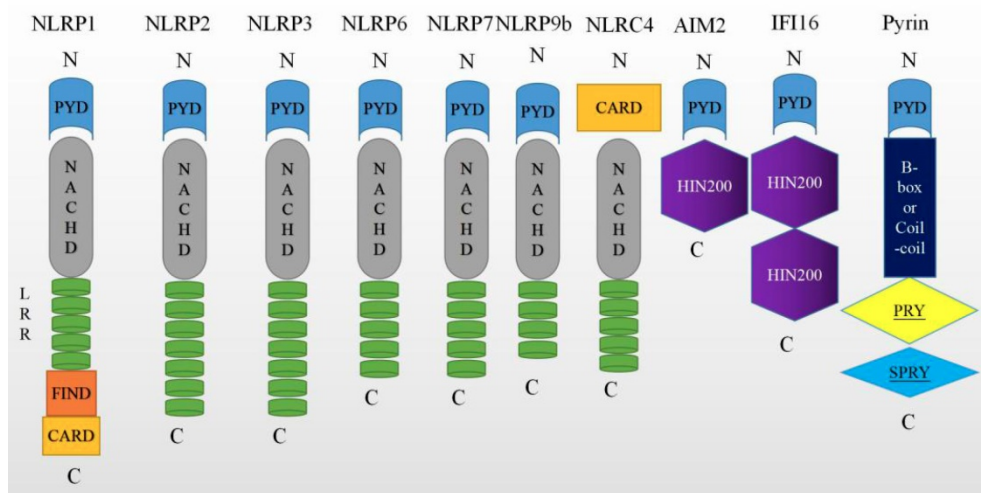 NLRP1 NLRP2 NLRP3 NLRP6 NLRP7 NLRP9b NLRC4 AIM2 IFI16 Pyrin
N N N N N N N N N N
PYD PYD PYD PYD PYD PYD CARD PYD PYD PYD
N N N N N N N
A A A A A A A
C C C C C C C
H H H H H H H
D D D D D D D
HIN200 HIN200
B-
box
or
Coil
-coil
C
HIN200
L
R
R
PRY
C
FIND
SPRY
C C C C
CARD
C C C
C